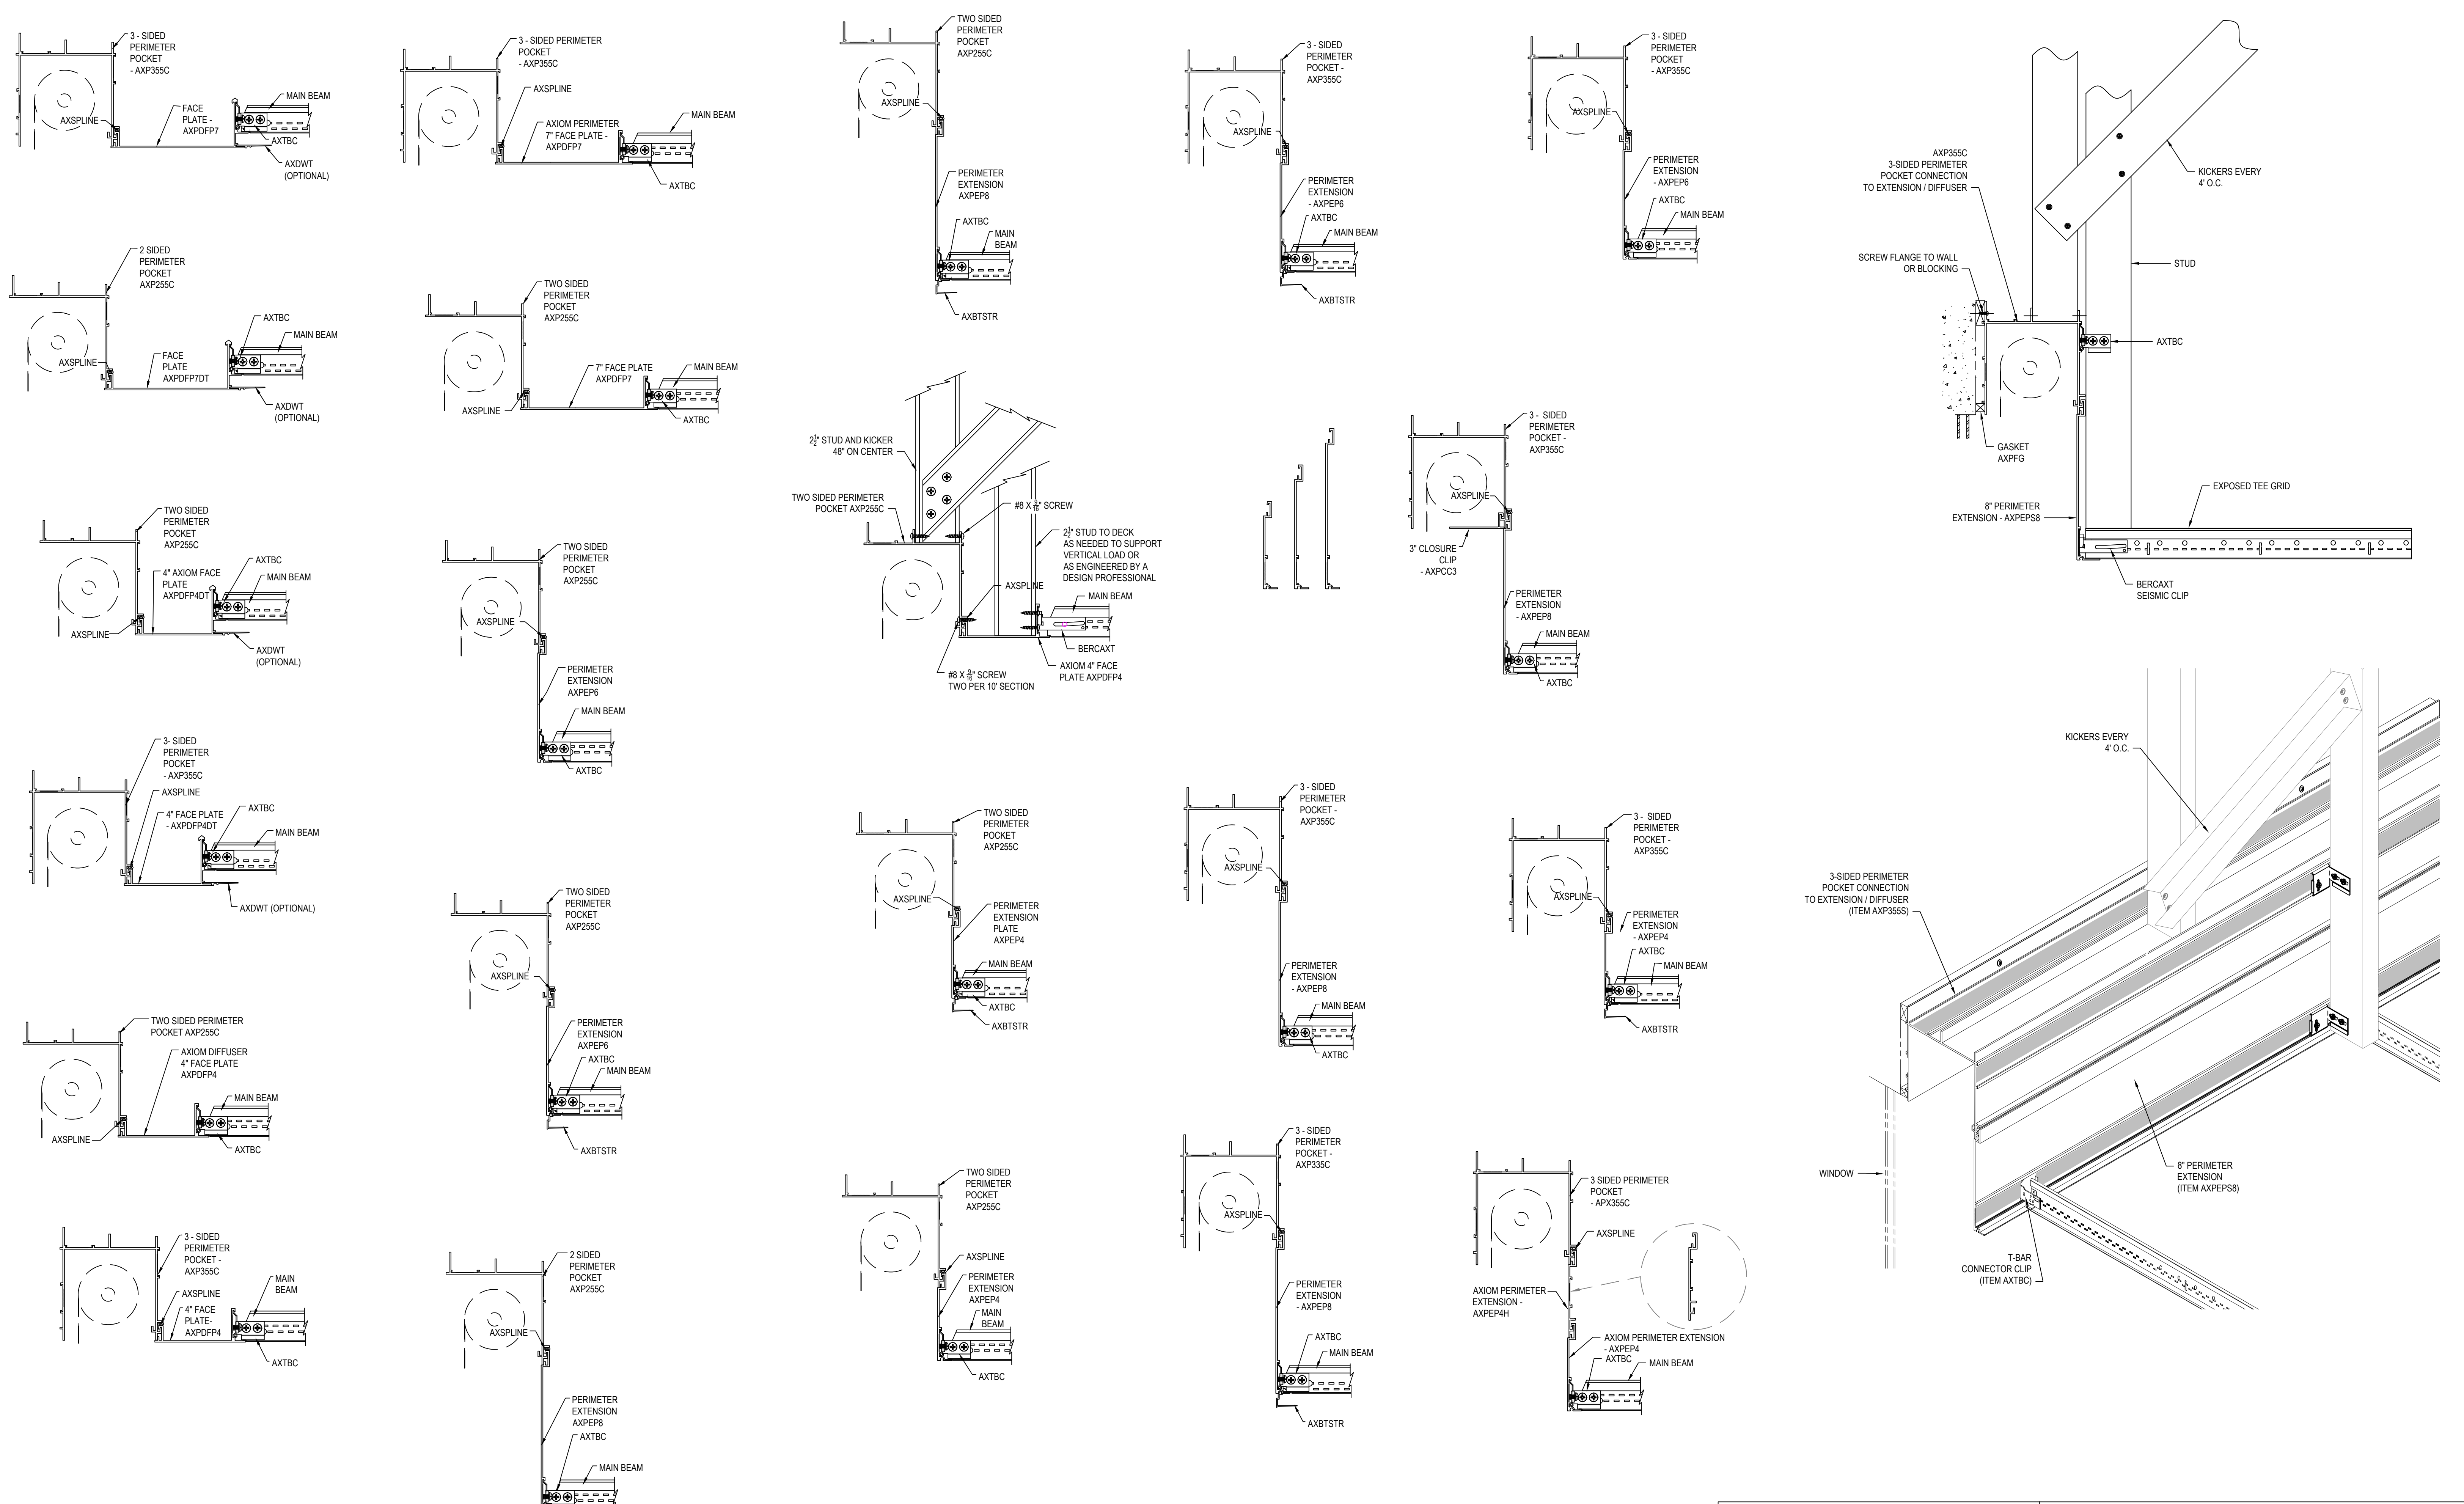 3 - SIDED
PERIMETER
POCKET
- AXP355C
MAIN BEAM
FACE
PLATE -
AXPDFP7
AXSPLINE
AXTBC
AXDWT
(OPTIONAL)
2 SIDED
PERIMETER
POCKET
AXP255C
AXTBC
MAIN BEAM
AXSPLINE
FACE
PLATE
AXPDFP7DT
AXDWT
(OPTIONAL)
TWO SIDED
PERIMETER
POCKET
AXP255C
AXTBC
4" AXIOM FACE
PLATE
AXPDFP4DT
MAIN BEAM
AXSPLINE
AXDWT
(OPTIONAL)
3- SIDED
PERIMETER
POCKET
- AXP355C
AXSPLINE
AXTBC
4" FACE PLATE
- AXPDFP4DT
MAIN BEAM
AXDWT (OPTIONAL)
TWO SIDED PERIMETER
POCKET AXP255C
AXIOM DIFFUSER
4" FACE PLATE
AXPDFP4
MAIN BEAM
AXSPLINE
AXTBC
3 - SIDED
PERIMETER
POCKET -
AXP355C
MAIN
BEAM
AXSPLINE
4" FACE
PLATE-
AXPDFP4
AXTBC
3 - SIDED PERIMETER
POCKET
- AXP355C
AXSPLINE
AXIOM PERIMETER
7" FACE PLATE -
AXPDFP7
MAIN BEAM
AXTBC
TWO SIDED
PERIMETER
POCKET
AXP255C
7" FACE PLATE
AXPDFP7
MAIN BEAM
AXSPLINE
AXTBC
TWO SIDED
PERIMETER
POCKET
AXP255C
AXSPLINE
PERIMETER
EXTENSION
AXPEP6
MAIN BEAM
AXTBC
TWO SIDED
PERIMETER
POCKET
AXP255C
AXSPLINE
PERIMETER
EXTENSION
AXPEP6
AXTBC
MAIN BEAM
AXBTSTR
2 SIDED
PERIMETER
POCKET
AXP255C
AXSPLINE
PERIMETER
EXTENSION
AXPEP8
AXTBC
MAIN BEAM
TWO SIDED
PERIMETER
POCKET
AXP255C
AXSPLINE
PERIMETER
EXTENSION
AXPEP8
AXTBC
MAIN
BEAM
AXBTSTR
2½" STUD AND KICKER
48" ON CENTER
TWO SIDED PERIMETER
POCKET AXP255C
2½" STUD TO DECK
AS NEEDED TO SUPPORT
VERTICAL LOAD OR
AS ENGINEERED BY A
DESIGN PROFESSIONAL
AXSPLINE
MAIN BEAM
BERCAXT
AXIOM 4" FACE
PLATE AXPDFP4
TWO PER 10' SECTION
TWO SIDED
PERIMETER
POCKET
AXP255C
AXSPLINE
PERIMETER
EXTENSION
PLATE
AXPEP4
MAIN BEAM
AXTBC
AXBTSTR
TWO SIDED
PERIMETER
POCKET
AXP255C
AXSPLINE
PERIMETER
EXTENSION
AXPEP4
MAIN
BEAM
AXTBC
3 - SIDED
PERIMETER
POCKET -
AXP355C
AXSPLINE
PERIMETER
EXTENSION
- AXPEP6
AXTBC
MAIN BEAM
AXBTSTR
3 - SIDED
PERIMETER
POCKET -
AXP355C
AXSPLINE
PERIMETER
EXTENSION
- AXPEP8
MAIN BEAM
AXTBC
3 - SIDED
PERIMETER
POCKET -
AXP335C
AXSPLINE
PERIMETER
EXTENSION
- AXPEP8
AXTBC
MAIN BEAM
AXBTSTR
3 - SIDED
PERIMETER
POCKET
- AXP355C
AXSPLINE
PERIMETER
EXTENSION
- AXPEP6
AXTBC
MAIN BEAM
3 - SIDED
PERIMETER
POCKET -
AXP355C
AXSPLINE
3" CLOSURE
CLIP
- AXPCC3
PERIMETER
EXTENSION
- AXPEP8
MAIN BEAM
AXTBC
3 - SIDED
PERIMETER
POCKET -
AXP355C
AXSPLINE
PERIMETER
EXTENSION
- AXPEP4
AXTBC
MAIN BEAM
AXBTSTR
3 SIDED PERIMETER
POCKET
- APX355C
AXSPLINE
AXIOM PERIMETER
EXTENSION -
AXPEP4H
AXIOM PERIMETER EXTENSION
- AXPEP4
AXTBC
MAIN BEAM
AXP355C
3-SIDED PERIMETER
POCKET CONNECTION
TO EXTENSION / DIFFUSER
KICKERS EVERY
4' O.C.
SCREW FLANGE TO WALL
OR BLOCKING
STUD
AXTBC
GASKET
AXPFG
EXPOSED TEE GRID
8" PERIMETER
EXTENSION - AXPEPS8
BERCAXT
SEISMIC CLIP
KICKERS EVERY
4' O.C.
3-SIDED PERIMETER
POCKET CONNECTION
TO EXTENSION / DIFFUSER
(ITEM AXP355S)
WINDOW
8" PERIMETER
EXTENSION
(ITEM AXPEPS8)
T-BAR
CONNECTOR CLIP
(ITEM AXTBC)